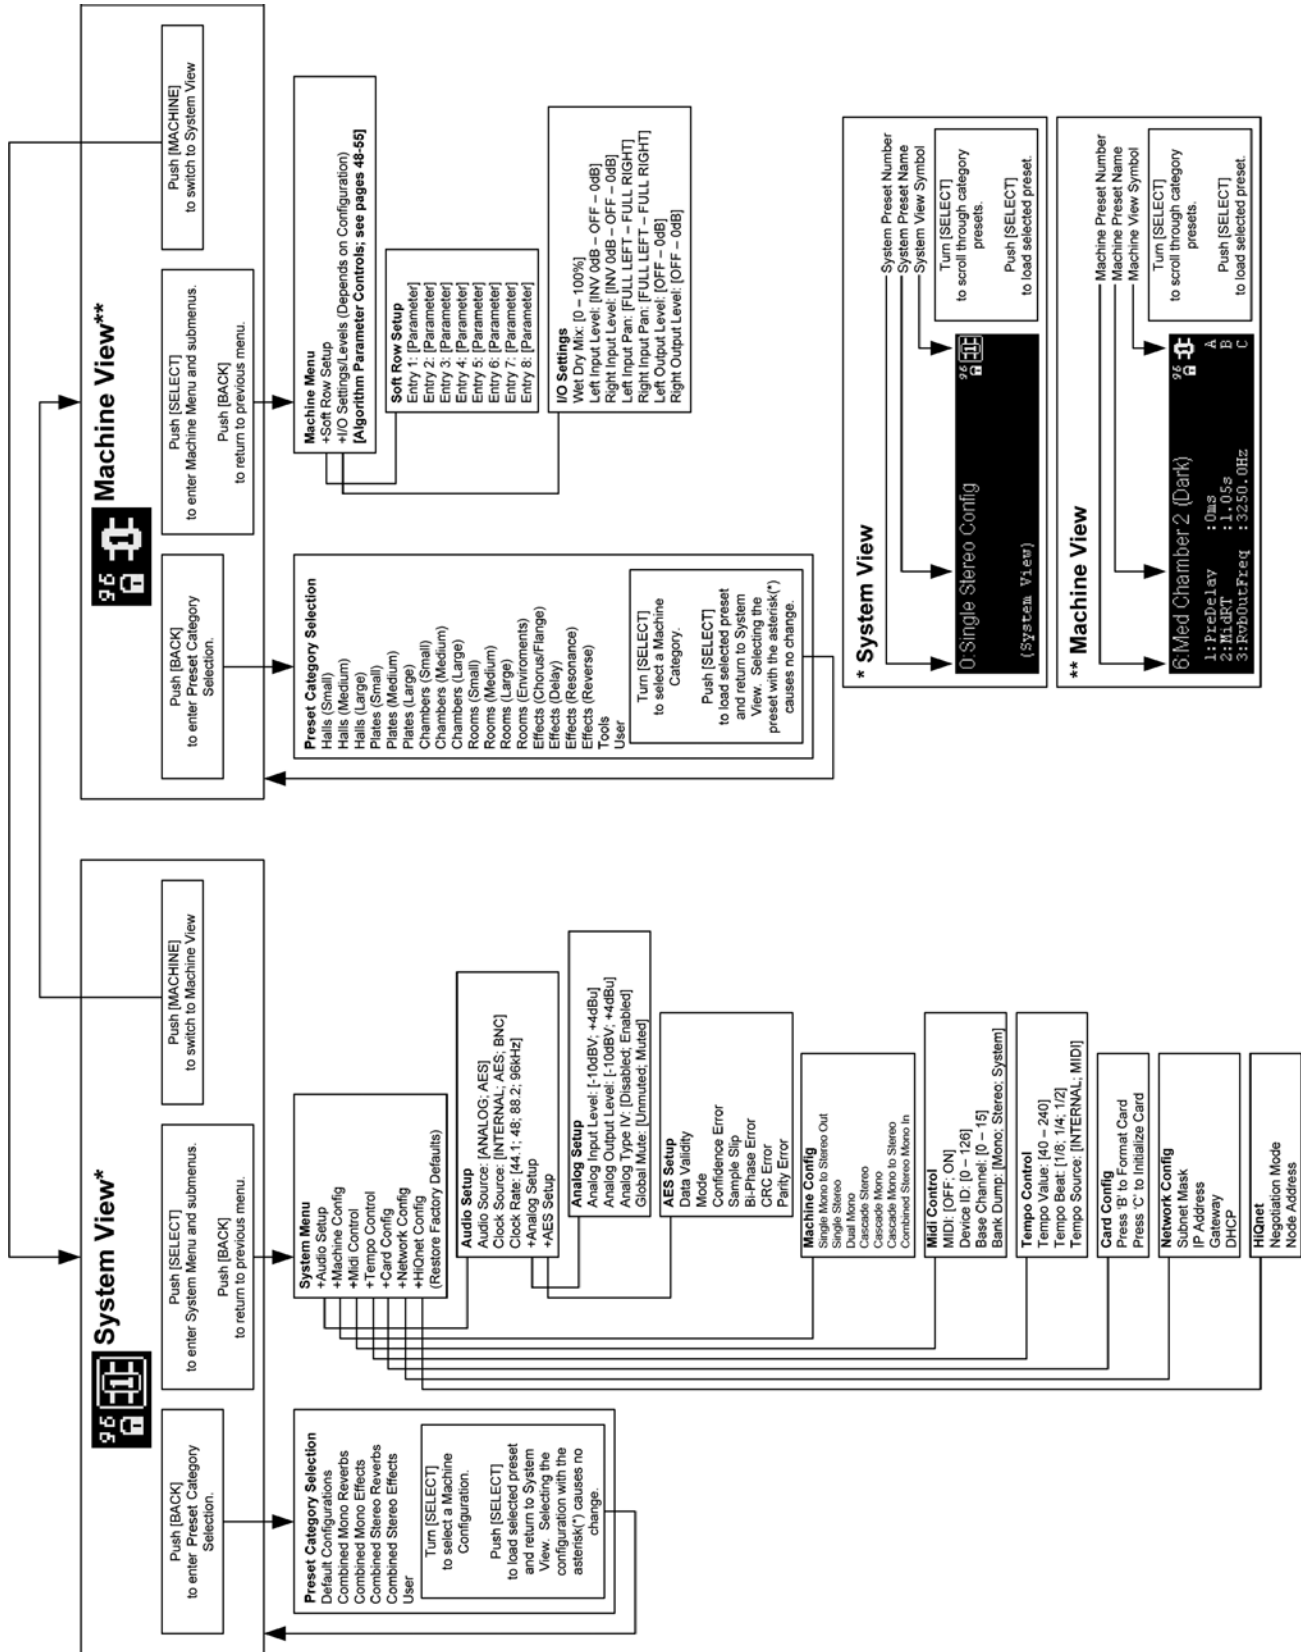 System View*
96
1
Push [BACK]
to enter Preset Category
Selection.
Push [SELECT]
to enter System Menu and submenus.
Push [BACK]
to return to previous menu.
Push [MACHINE]
to switch to Machine View
Preset Category Selection
Default Configurations
Combined Mono Reverbs
Combined Mono Effects
Combined Stereo Reverbs
Combined Stereo Effects
User
Turn [SELECT]
to select a Machine
Configuration.
Push [SELECT]
to load selected preset
and return to System
View. Selecting the
configuration with the
asterisk(*) causes no
change.
System Menu
+Audio Setup
+Machine Config
+Midi Control
+Tempo Control
+Card Config
+Network Config
+HiQnet Config
(Restore Factory Defaults)
Audio Setup
Audio Source: [ANALOG; AES]
Clock Source: [INTERNAL; AES; BNC]
Clock Rate: [44.1; 48; 88.2; 96kHz]
+Analog Setup
+AES Setup
Analog Setup
Analog Input Level: [-10dBV; +4dBu]
Analog Output Level: [-10dBV; +4dBu]
Analog Type IV: [Disabled; Enabled]
Global Mute: [Unmuted; Muted]
AES Setup
Data Validity
Mode
Confidence Error
Sample Slip
Bi-Phase Error
CRC Error
Parity Error
Machine Config
Single Mono to Stereo Out
Single Stereo
Dual Mono
Cascade Stereo
Cascade Mono
Cascade Mono to Stereo
Combined Stereo Mono In
Midi Control
MIDI: [OFF; ON]
Device ID: [0 – 126]
Base Channel: [0 – 15]
Bank Dump: [Mono; Stereo; System]
Tempo Control
Tempo Value: [40 – 240]
Tempo Beat: [1/8; 1/4; 1/2]
Tempo Source: [INTERNAL; MIDI]
Card Config
Press 'B' to Format Card
Press 'C' to Initialize Card
Network Config
Subnet Mask
IP Address
Gateway
DHCP
HiQnet
Negotiation Mode
Node Address
Machine View**
96
1
Push [BACK]
to enter Preset Category
Selection.
Push [SELECT]
to enter Machine Menu and submenus.
Push [BACK]
to return to previous menu.
Push [MACHINE]
to switch to System View
Preset Category Selection
Halls (Small)
Halls (Medium)
Halls (Large)
Plates (Small)
Plates (Medium)
Plates (Large)
Chambers (Small)
Chambers (Medium)
Chambers (Large)
Rooms (Small)
Rooms (Medium)
Rooms (Large)
Rooms (Enviroments)
Effects (Chorus/Flange)
Effects (Delay)
Effects (Resonance)
Effects (Reverse)
Tools
User
Turn [SELECT]
to select a Machine
Category.
Push [SELECT]
to load selected preset
and return to System
View. Selecting the
preset with the asterisk(*)
causes no change.
Machine Menu
+Soft Row Setup
+I/O Settings/Levels (Depends on Configuration)
[Algorithm Parameter Controls; see pages 48-55]
Soft Row Setup
Entry 1: [Parameter]
Entry 2: [Parameter]
Entry 3: [Parameter]
Entry 4: [Parameter]
Entry 5: [Parameter]
Entry 6: [Parameter]
Entry 7: [Parameter]
Entry 8: [Parameter]
I/O Settings
Wet Dry Mix: [0 – 100%]
Left Input Level: [INV 0dB – OFF – 0dB]
Right Input Level: [INV 0dB – OFF – 0dB]
Left Input Pan: [FULL LEFT – FULL RIGHT]
Right Input Pan: [FULL LEFT – FULL RIGHT]
Left Output Level: [OFF – 0dB]
Right Output Level: [OFF – 0dB]
* System View
System Preset Number
System Preset Name
System View Symbol
0:Single Stereo Config
96
1
(System View)
Turn [SELECT]
to scroll through category
presets.
Push [SELECT]
to load selected preset.
** Machine View
Machine Preset Number
Machine Preset Name
Machine View Symbol
6:Med Chamber 2 (Dark)
96
1
1:PreDelay :0ms A
2:MidRT :1.05s B
3:RvbOutFreq :3250.0Hz C
Turn [SELECT]
to scroll through category
presets.
Push [SELECT]
to load selected preset.